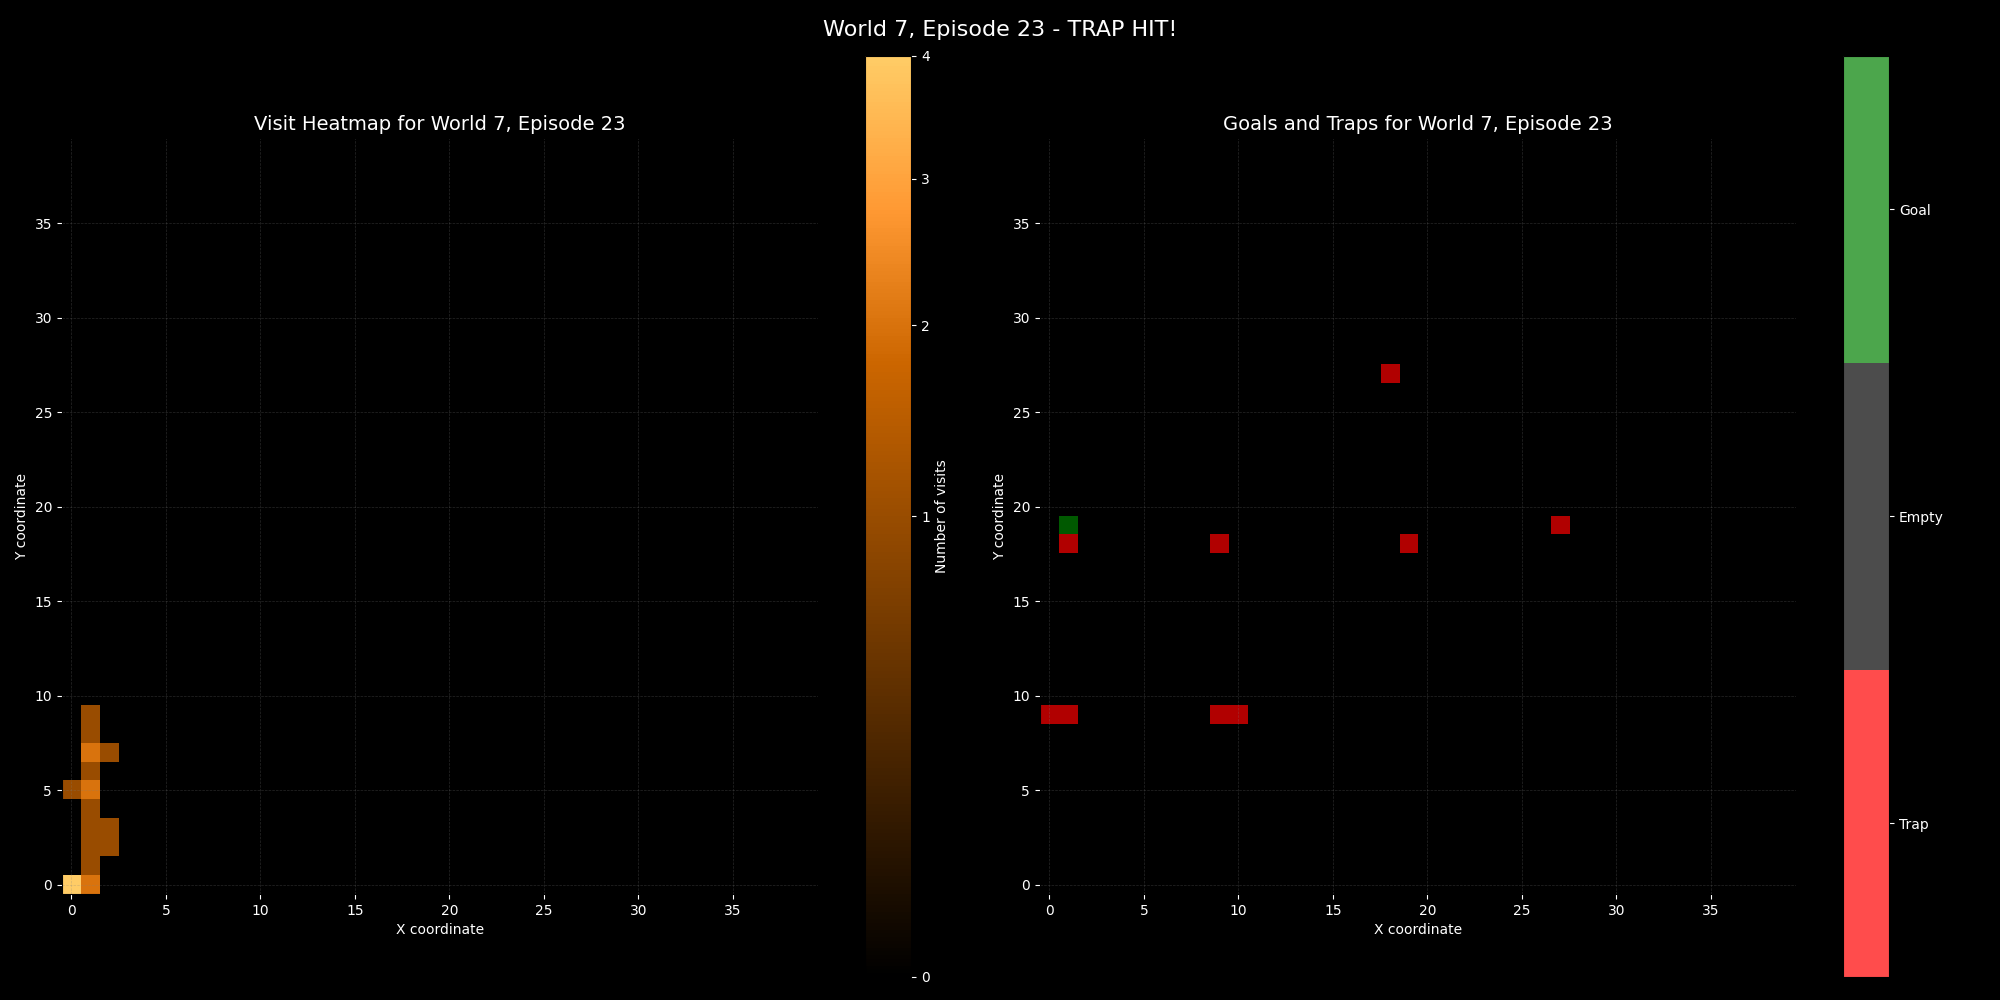 World 7, Episode 23 - TRAP HIT!
Visit Heatmap for World 7, Episode 23
Y coordinate
35
30
25
20
15
10
5
0
0 5 10 15 20 25 30 35
X coordinate
4
3
2
1
0
Number of visits
Goals and Traps for World 7, Episode 23
Y coordinate
35
30
25
20
15
10
5
0
0 5 10 15 20 25 30 35
X coordinate
Goal
Empty
Trap